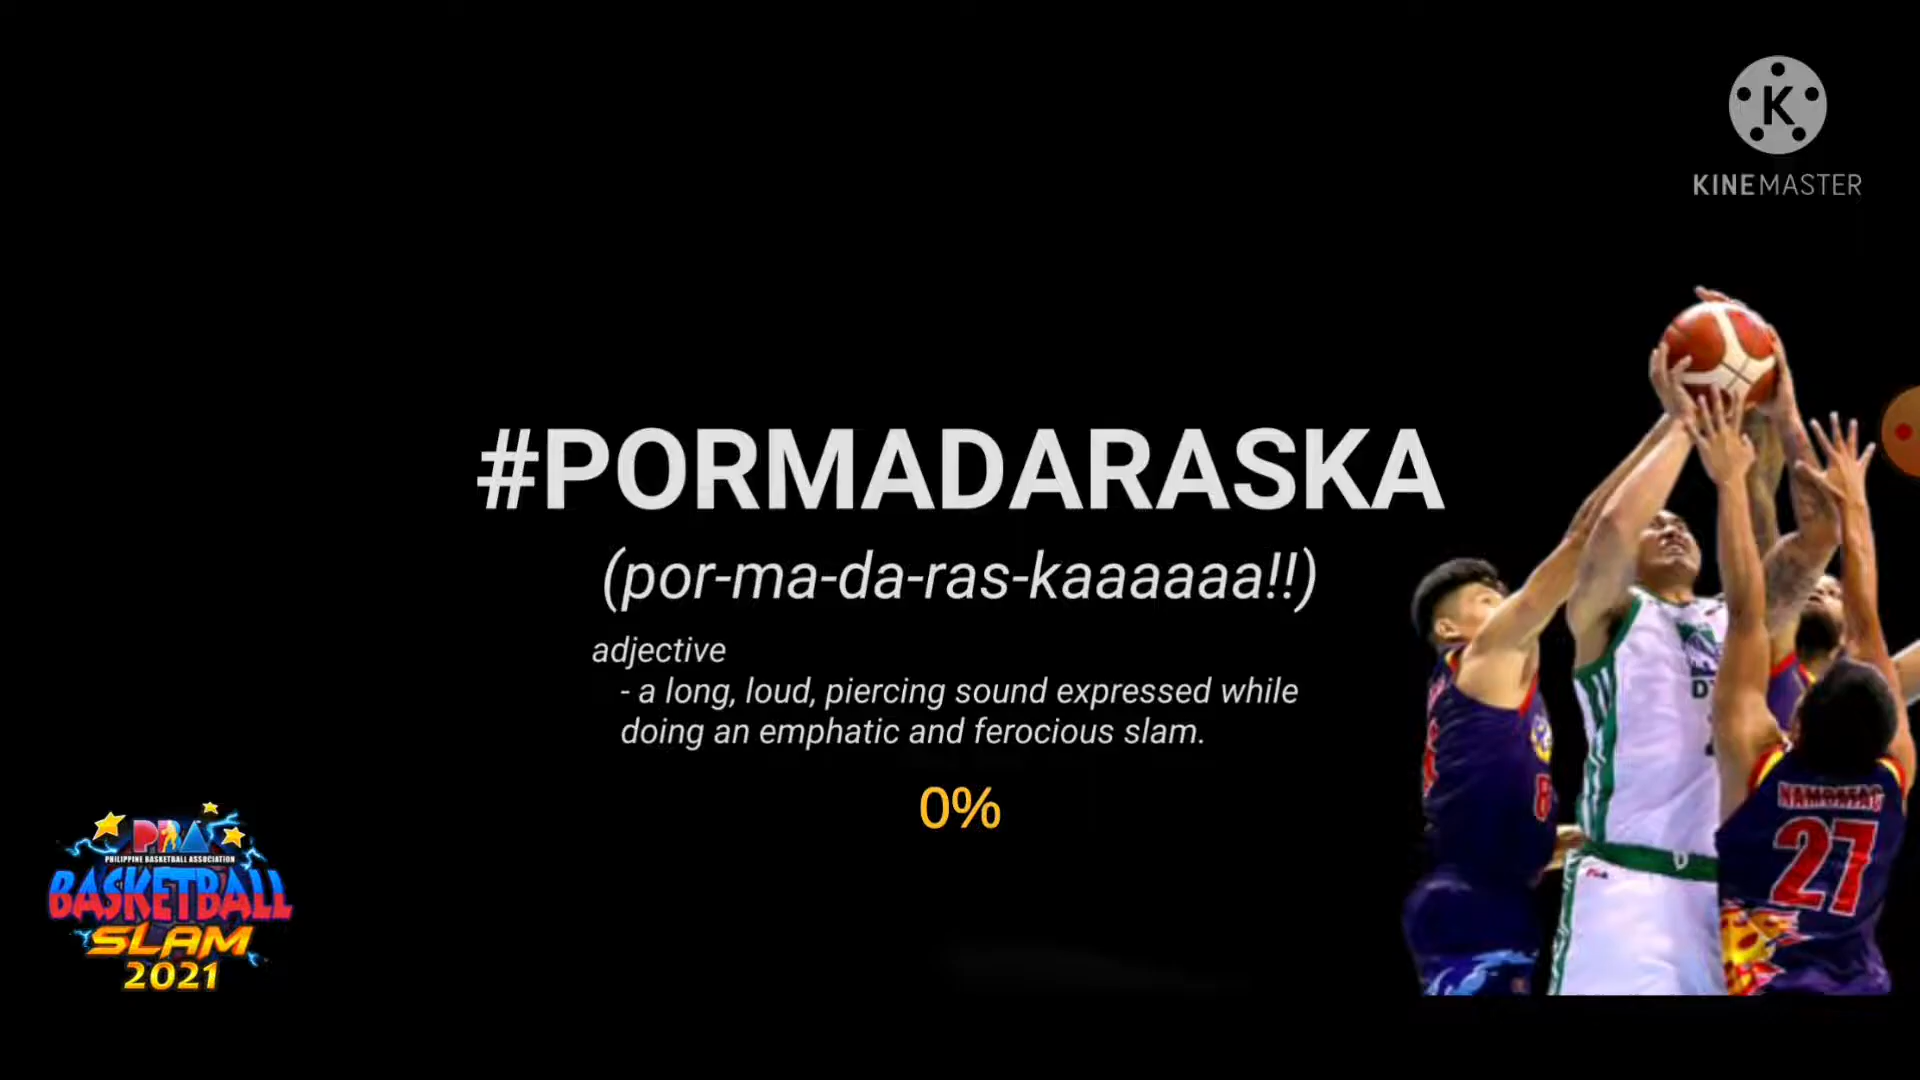 K
KINEMASTER
#PORMADARASKA
(por-ma-da-ras-kaaaaaa!!)
adjective
- a long, loud, piercing sound expressed while
doing an emphatic and ferocious slam.
0%
PBA
PHILIPPINE BASKETBALL ASSOCIATION
BASKETBALL
SLAM
2021
NAMBATAC
27